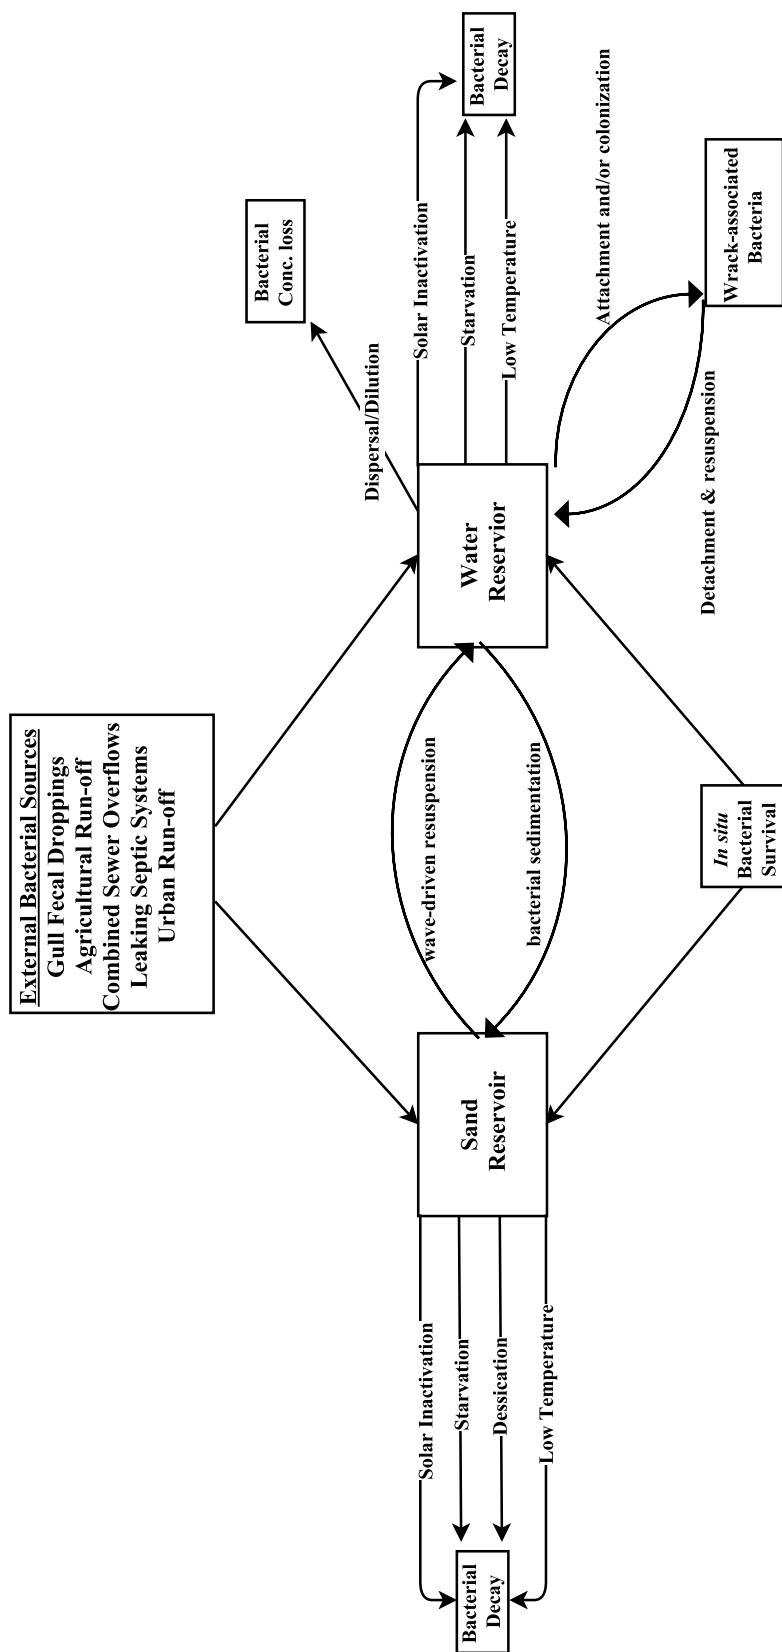 External Bacterial Sources
Gull Fecal Droppings
Agricultural Run-off
Combined Sewer Overflows
Leaking Septic Systems
Urban Run-off
Bacterial
Conc. loss
Dispersal/Dilution
Solar Inactivation
Starvation
Dessication
Low Temperature
Bacterial
Decay
Sand
Reservoir
wave-driven resuspension
bacterial sedimentation
Water
Reservior
Solar Inactivation
Starvation
Low Temperature
Bacterial
Decay
Attachment and/or colonization
Detachment & resuspension
Wrack-associated
Bacteria
In situ
Bacterial
Survival